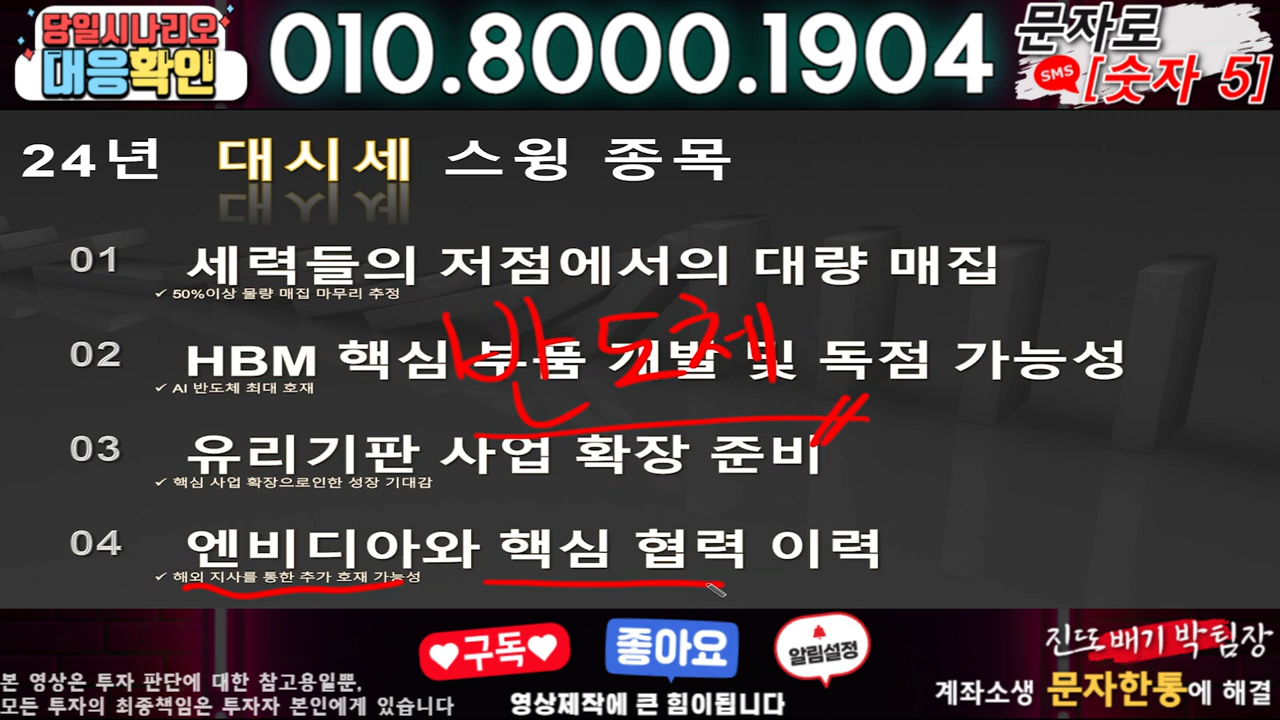 당일시나리오
대응확인
010.8000.1904
문자로
SMS
[숫자 5]
24년 대시세 스윙 종목
01 세력들의 저점에서의 대량 매집
✓ 50%이상 물량 매집 마무리 추정
반도체
02 HBM 핵심 부품 개발 및 독점 가능성
✓ AI 반도체 최대 호재
03 유리기판 사업 확장 준비
✓ 핵심 사업 확장으로인한 성장 기대감
04 엔비디아와 핵심 협력 이력
✓ 해외 지사를 통한 추가 호재 가능성
구독
좋아요
알림설정
진또배기 박팀장
본 영상은 투자 판단에 대한 참고용일뿐,
모든 투자의 최종책임은 투자자 본인에게 있습니다
영상제작에 큰 힘이됩니다
계좌소생 문자한통에 해결